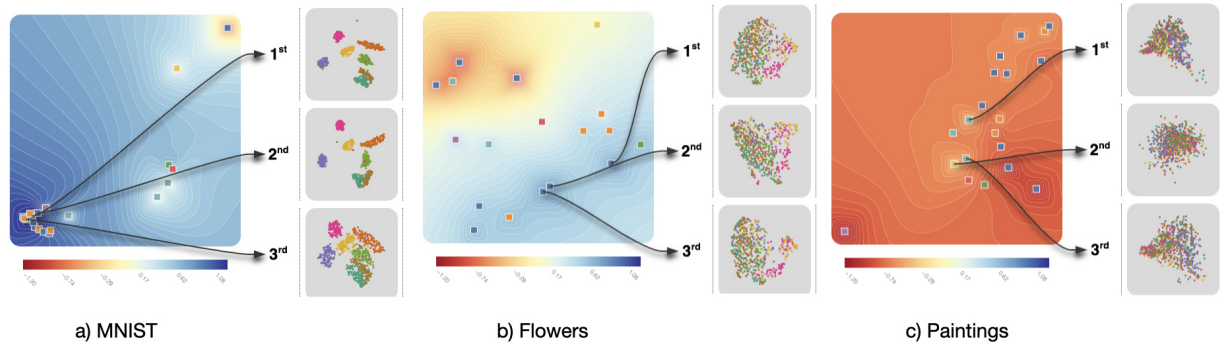 1st
2nd
3rd
-1.20
-0.74
-0.29
0.17
0.62
1.08
a) MNIST
1st
2nd
3rd
-1.20
-0.74
-0.29
0.17
0.62
1.08
b) Flowers
1st
2nd
3rd
-1.20
-0.74
-0.29
0.17
0.62
1.08
c) Paintings